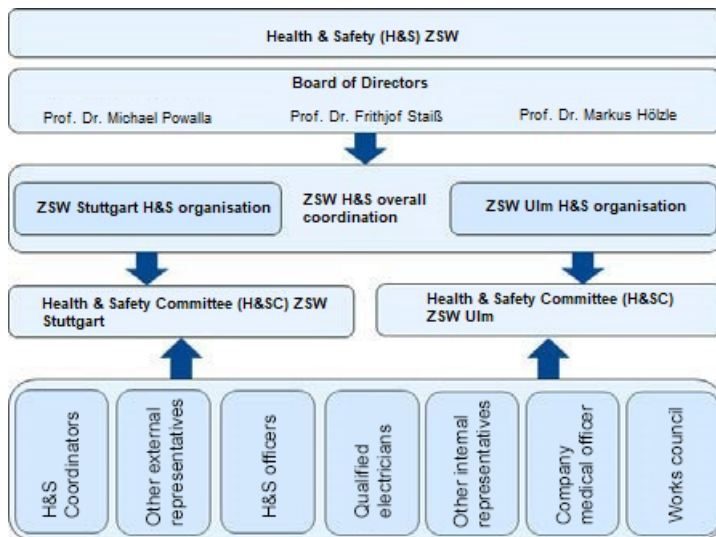 Health & Safety (H&S) ZSW
Board of Directors
Prof. Dr. Michael Powalla
Prof. Dr. Frithjof Staiß
Prof. Dr. Markus Hölzle
ZSW Stuttgart H&S organisation
ZSW H&S overall
coordination
ZSW Ulm H&S organisation
Health & Safety Committee (H&SC) ZSW
Stuttgart
Health & Safety Committee (H&SC)
ZSW Ulm
H&S
Coordinators
Other external
representatives
H&S officers
Qualified
electricians
Other internal
representatives
Company
medical officer
Works council